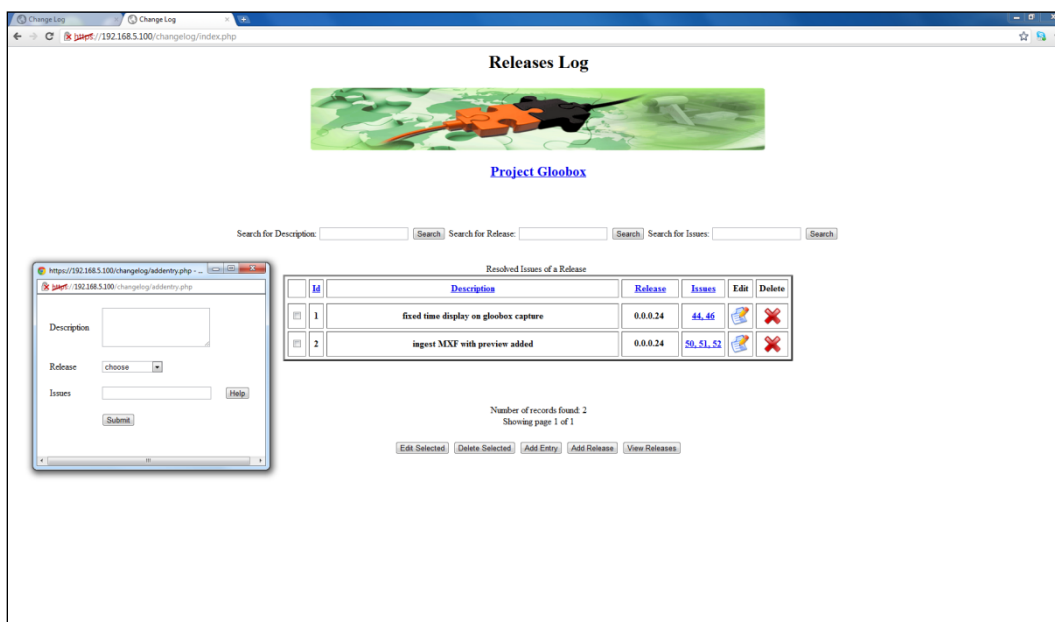 Change Log
Change Log
https://192.168.5.100/changelog/index.php
Releases Log
Project Gloobox
Search for Description: Search Search for Release: Search Search for Issues: Search
Resolved Issues of a Release
Id Description Release Issues Edit Delete
1 fixed time display on gloobox capture 0.0.0.24 44, 46
2 ingest MXF with preview added 0.0.0.24 50, 51, 52
Number of records found: 2
Showing page 1 of 1
Edit Selected Delete Selected Add Entry Add Release View Releases
https://192.168.5.100/changelog/addentry.php - ...
https://192.168.5.100/changelog/addentry.php
Description
Release choose
Issues Help
Submit